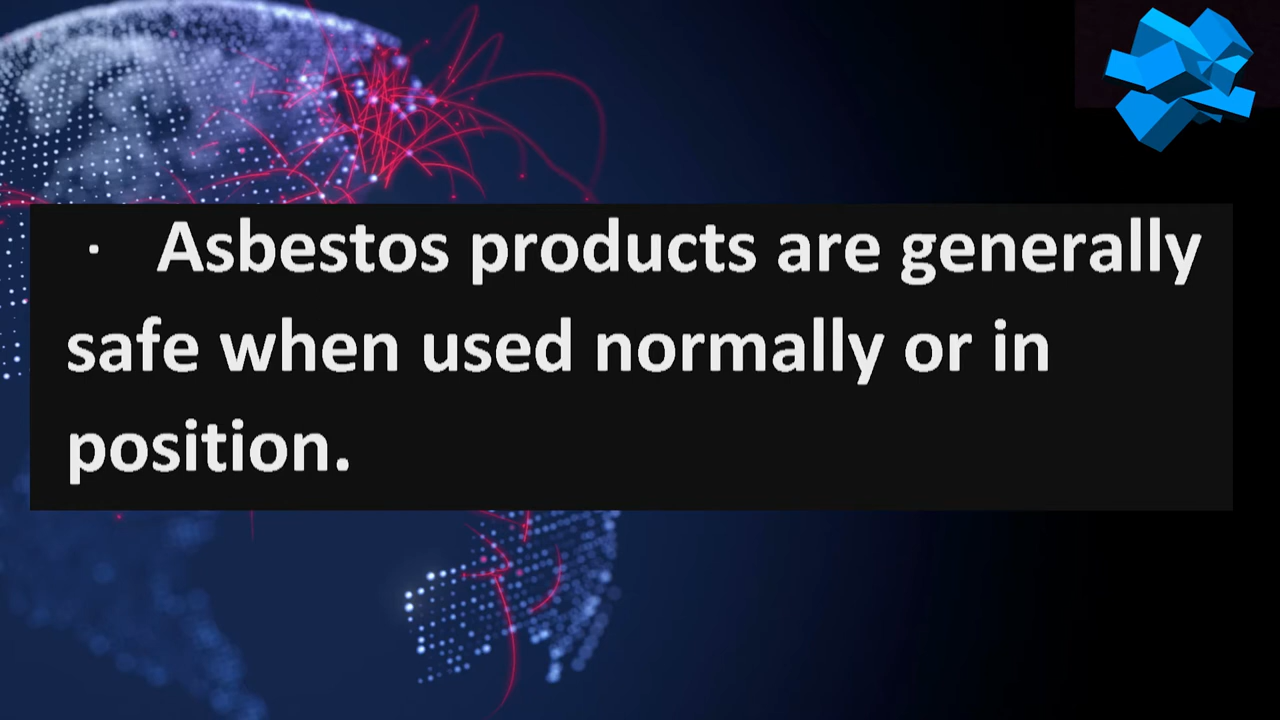 · Asbestos products are generally
safe when used normally or in
position.